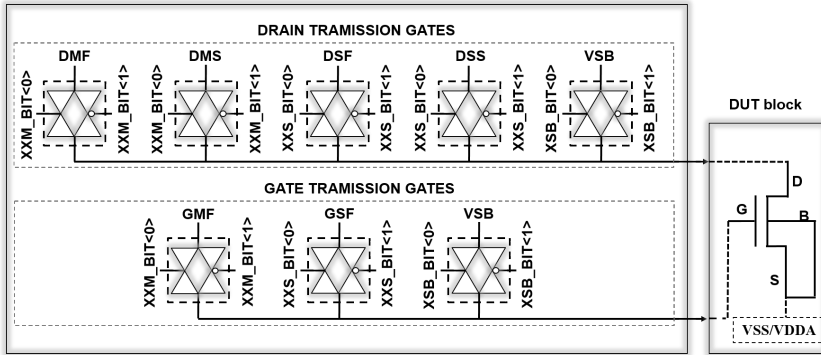 DRAIN TRAMISSION GATES
DMF
DMS
DSF
DSS
VSB
XXM_BIT<0>
XXM_BIT<1>
XXM_BIT<0>
XXM_BIT<1>
XXS_BIT<0>
XXS_BIT<1>
XXS_BIT<0>
XXS_BIT<1>
XSB_BIT<0>
XSB_BIT<1>
GATE TRAMISSION GATES
GMF
GSF
VSB
XXM_BIT<0>
XXM_BIT<1>
XXS_BIT<0>
XXS_BIT<1>
XSB_BIT<0>
XSB_BIT<1>
DUT block
D
G
B
S
VSS/VDDA